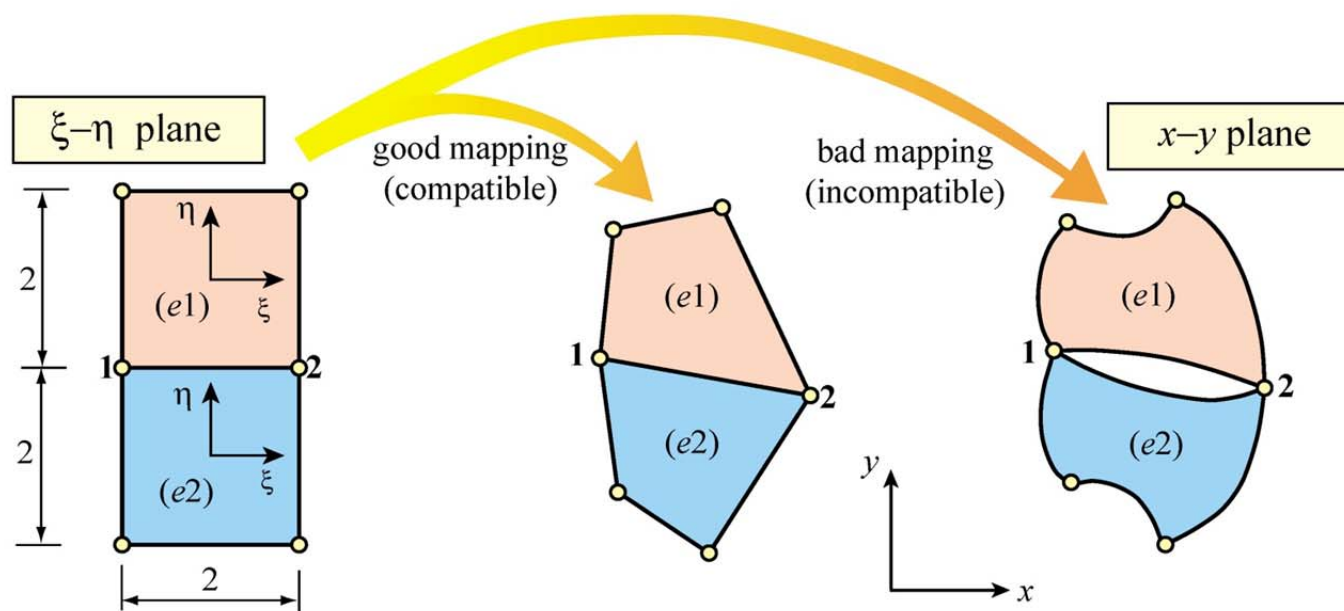 ξ–η plane
good mapping
(compatible)
bad mapping
(incompatible)
x–y plane
η
2
(e1)
ξ
1
2
η
2
(e2)
ξ
2
(e1)
1
2
(e2)
(e1)
1
2
(e2)
y
x